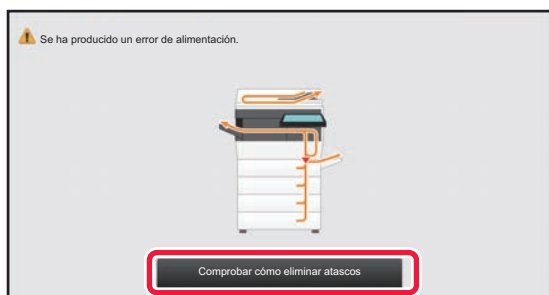 Se ha producido un error de alimentación.
Comprobar cómo eliminar atascos